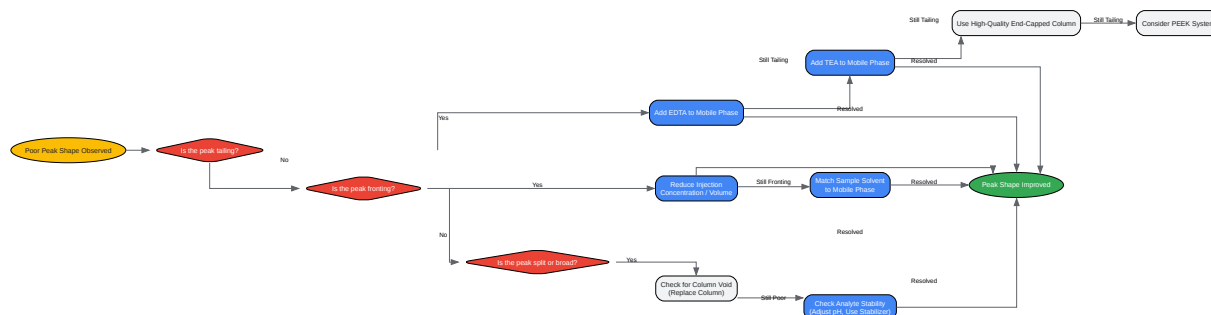 Still Tailing
Use High-Quality End-Capped Column
Still Tailing
Consider PEEK System
Still Tailing
Add TEA to Mobile Phase
Resolved
Add EDTA to Mobile Phase
Resolved
Yes
Poor Peak Shape Observed
Is the peak tailing?
No
Is the peak fronting?
Yes
Reduce Injection
Concentration / Volume
Still Fronting
Match Sample Solvent
to Mobile Phase
Resolved
Peak Shape Improved
No
Resolved
Is the peak split or broad?
Yes
Check for Column Void
(Replace Column)
Still Poor
Resolved
Check Analyte Stability
(Adjust pH, Use Stabilizer)